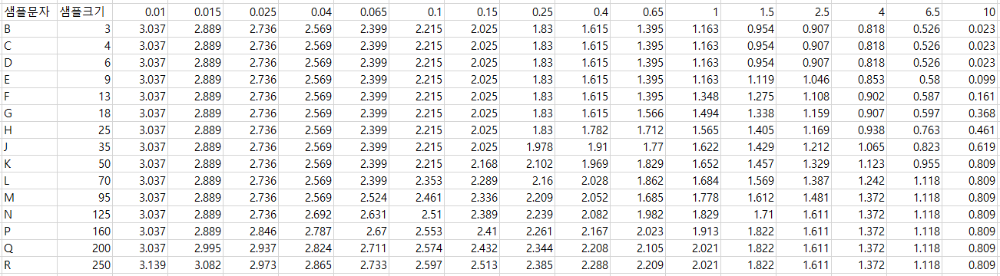 샘플문자 샘플크기 0.01 0.015 0.025 0.04 0.065 0.1 0.15 0.25 0.4 0.65 1 1.5 2.5 4 6.5 10
B 3 3.037 2.889 2.736 2.569 2.399 2.215 2.025 1.83 1.615 1.395 1.163 0.954 0.907 0.818 0.526 0.023
C 4 3.037 2.889 2.736 2.569 2.399 2.215 2.025 1.83 1.615 1.395 1.163 0.954 0.907 0.818 0.526 0.023
D 6 3.037 2.889 2.736 2.569 2.399 2.215 2.025 1.83 1.615 1.395 1.163 0.954 0.907 0.818 0.526 0.023
E 9 3.037 2.889 2.736 2.569 2.399 2.215 2.025 1.83 1.615 1.395 1.163 1.119 1.046 0.853 0.58 0.099
F 13 3.037 2.889 2.736 2.569 2.399 2.215 2.025 1.83 1.615 1.395 1.348 1.275 1.108 0.902 0.587 0.161
G 18 3.037 2.889 2.736 2.569 2.399 2.215 2.025 1.83 1.615 1.566 1.494 1.338 1.159 0.907 0.597 0.368
H 25 3.037 2.889 2.736 2.569 2.399 2.215 2.025 1.83 1.782 1.712 1.565 1.405 1.169 0.938 0.763 0.461
J 35 3.037 2.889 2.736 2.569 2.399 2.215 2.025 1.978 1.91 1.77 1.622 1.429 1.212 1.065 0.823 0.619
K 50 3.037 2.889 2.736 2.569 2.399 2.215 2.168 2.102 1.969 1.829 1.652 1.457 1.329 1.123 0.955 0.809
L 70 3.037 2.889 2.736 2.569 2.399 2.353 2.289 2.16 2.028 1.862 1.684 1.569 1.387 1.242 1.118 0.809
M 95 3.037 2.889 2.736 2.569 2.524 2.461 2.336 2.209 2.052 1.685 1.778 1.612 1.481 1.372 1.118 0.809
N 125 3.037 2.889 2.736 2.692 2.631 2.51 2.389 2.239 2.082 1.982 1.829 1.71 1.611 1.372 1.118 0.809
P 160 3.037 2.889 2.846 2.787 2.67 2.553 2.41 2.261 2.167 2.023 1.913 1.822 1.611 1.372 1.118 0.809
Q 200 3.037 2.995 2.937 2.824 2.711 2.574 2.432 2.344 2.208 2.105 2.021 1.822 1.611 1.372 1.118 0.809
R 250 3.139 3.082 2.973 2.865 2.733 2.597 2.513 2.385 2.288 2.209 2.021 1.822 1.611 1.372 1.118 0.809